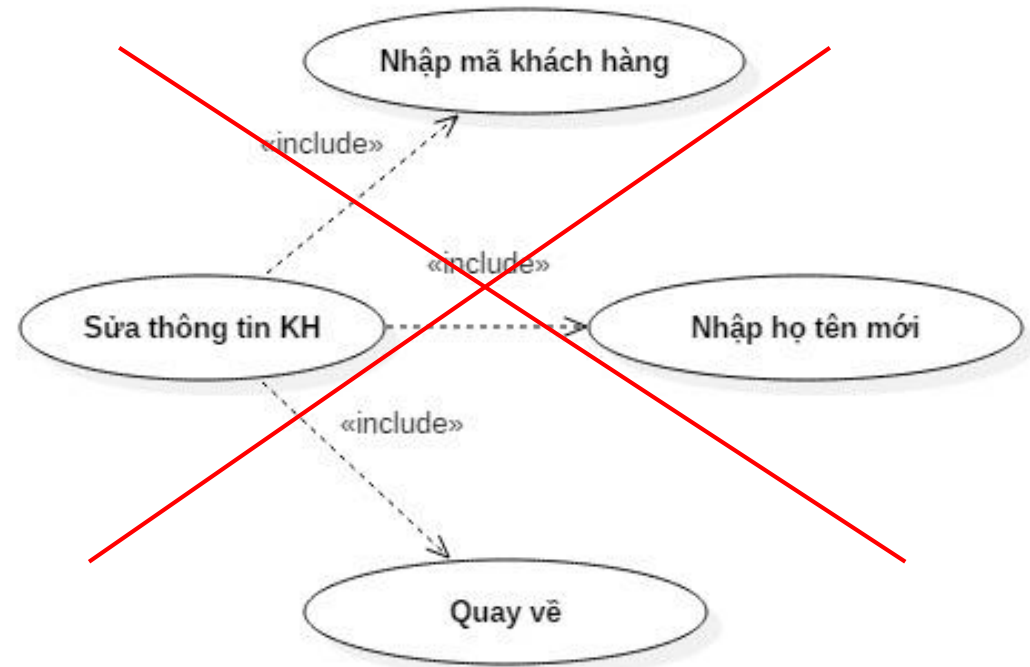 Nhập mã khách hàng
«include»
«include»
Sửa thông tin KH
Nhập họ tên mới
«include»
Quay về